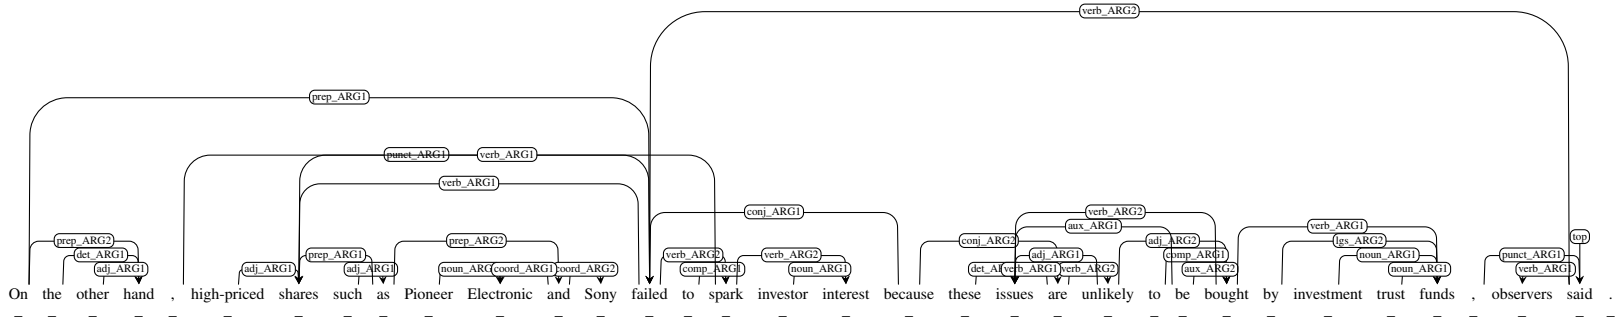 verb_ARG2
prep_ARG1
punct_ARG1 verb_ARG1
verb_ARG1
conj_ARG1 verb_ARG2
aux_ARG1 verb_ARG1
top
prep_ARG2 prep_ARG2 conj_ARG2 adj_ARG2 lgs_ARG2
det_ARG1 prep_ARG1 verb_ARG2 verb_ARG2 adj_ARG1 comp_ARG1 noun_ARG1 punct_ARG1
adj_ARG1 adj_ARG1 adj_ARG1 noun_ARG coord_ARG1 coord_ARG2 comp_ARG1 noun_ARG1 det_AR verb_ARG1 verb_ARG2 aux_ARG2 noun_ARG1 verb_ARG1
On the other hand , high-priced shares such as Pioneer Electronic and Sony failed to spark investor interest because these issues are unlikely to be bought by investment trust funds , observers said .
_ _ _ _ _ _ _ _ _ _ _ _ _ _ _ _ _ _ _ _ _ _ _ _ _ _ _ _ _ _ _ _ _ _